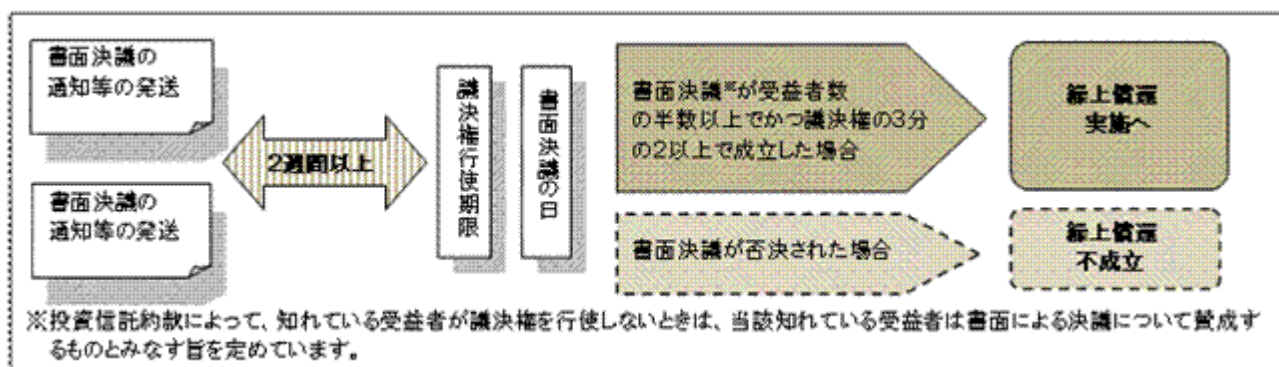 書面決議の
通知等の発送
書面決議の
通知等の発送
2週間以上
議決権行使期限
書面決議の日
書面決議※が受益者数
の半数以上でかつ議決権の3分
の2以上で成立した場合
繰上償還
実施へ
書面決議が否決された場合
繰上償還
不成立
※投資信託約款によって、知れている受益者が議決権を行使しないときは、当該知れている受益者は書面による決議について賛成す
るものとみなす旨を定めています。